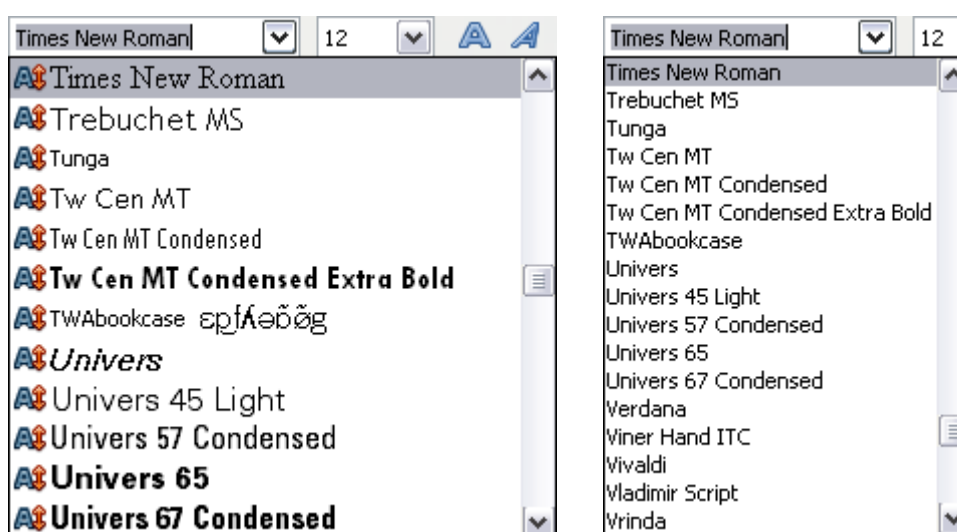 Times New Roman 12 A A
Times New Roman
Trebuchet MS
Tunga
Tw Cen MT
Tw Cen MT Condensed
Tw Cen MT Condensed Extra Bold
TWAbookcase
Univers
Univers 45 Light
Univers 57 Condensed
Univers 65
Univers 67 Condensed
Times New Roman 12
Times New Roman
Trebuchet MS
Tunga
Tw Cen MT
Tw Cen MT Condensed
Tw Cen MT Condensed Extra Bold
TWAbookcase
Univers
Univers 45 Light
Univers 57 Condensed
Univers 65
Univers 67 Condensed
Verdana
Viner Hand ITC
Vivaldi
Vladimir Script
Vrinda